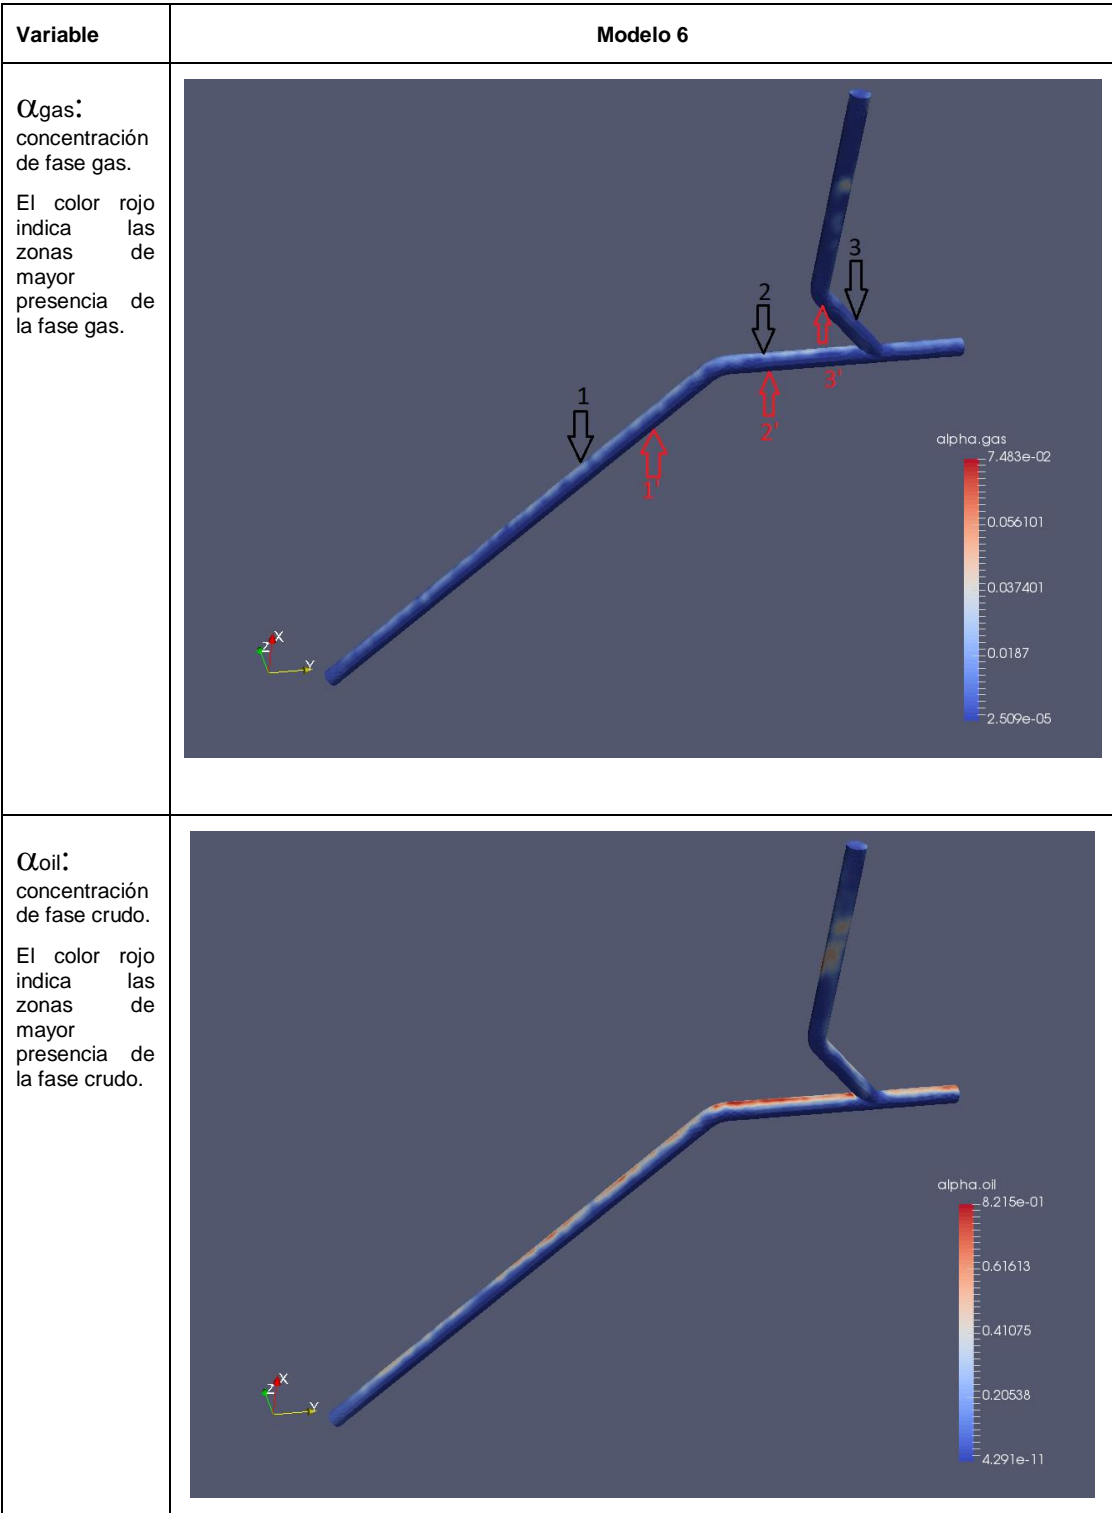 Variable
Modelo 6
αgas:
concentración
de fase gas.
El color rojo
indica las
zonas de
mayor
presencia de
la fase gas.
1
2
3
1'
2'
3'
alpha.gas
7.483e-02
0.056101
0.037401
0.0187
2.509e-05
Z X Y
αoil:
concentración
de fase crudo.
El color rojo
indica las
zonas de
mayor
presencia de
la fase crudo.
alpha.oil
8.215e-01
0.61613
0.41075
0.20538
4.291e-11
Z X Y